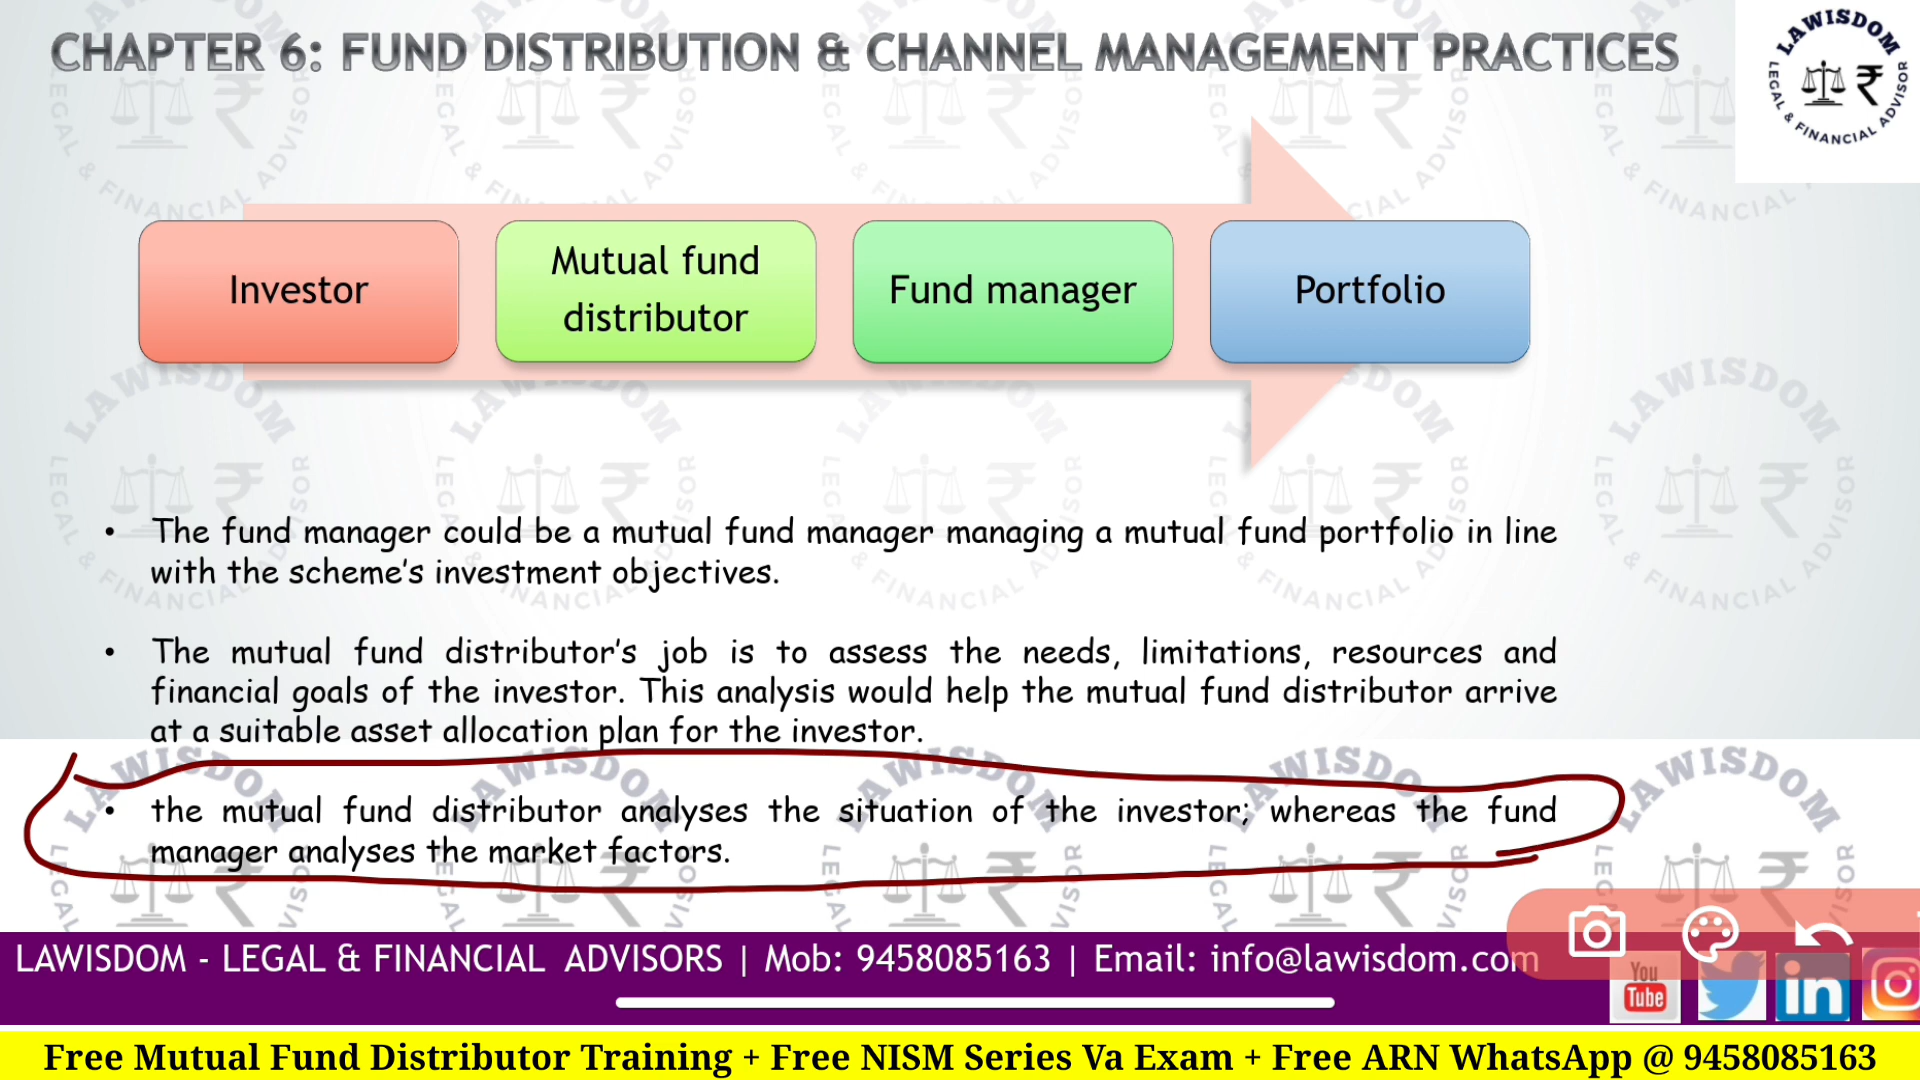 CHAPTER 6: FUND DISTRIBUTION & CHANNEL MANAGEMENT PRACTICES
LAWISDOM
LEGAL & FINANCIAL ADVISOR
Investor
Mutual fund
distributor
Fund manager
Portfolio
• The fund manager could be a mutual fund manager managing a mutual fund portfolio in line
with the scheme's investment objectives.
• The mutual fund distributor's job is to assess the needs, limitations, resources and
financial goals of the investor. This analysis would help the mutual fund distributor arrive
at a suitable asset allocation plan for the investor.
• the mutual fund distributor analyses the situation of the investor; whereas the fund
manager analyses the market factors.
LAWISDOM - LEGAL & FINANCIAL ADVISORS | Mob: 9458085163 | Email: info@lawisdom.com
You
Tube
in
Free Mutual Fund Distributor Training + Free NISM Series Va Exam + Free ARN WhatsApp @ 9458085163